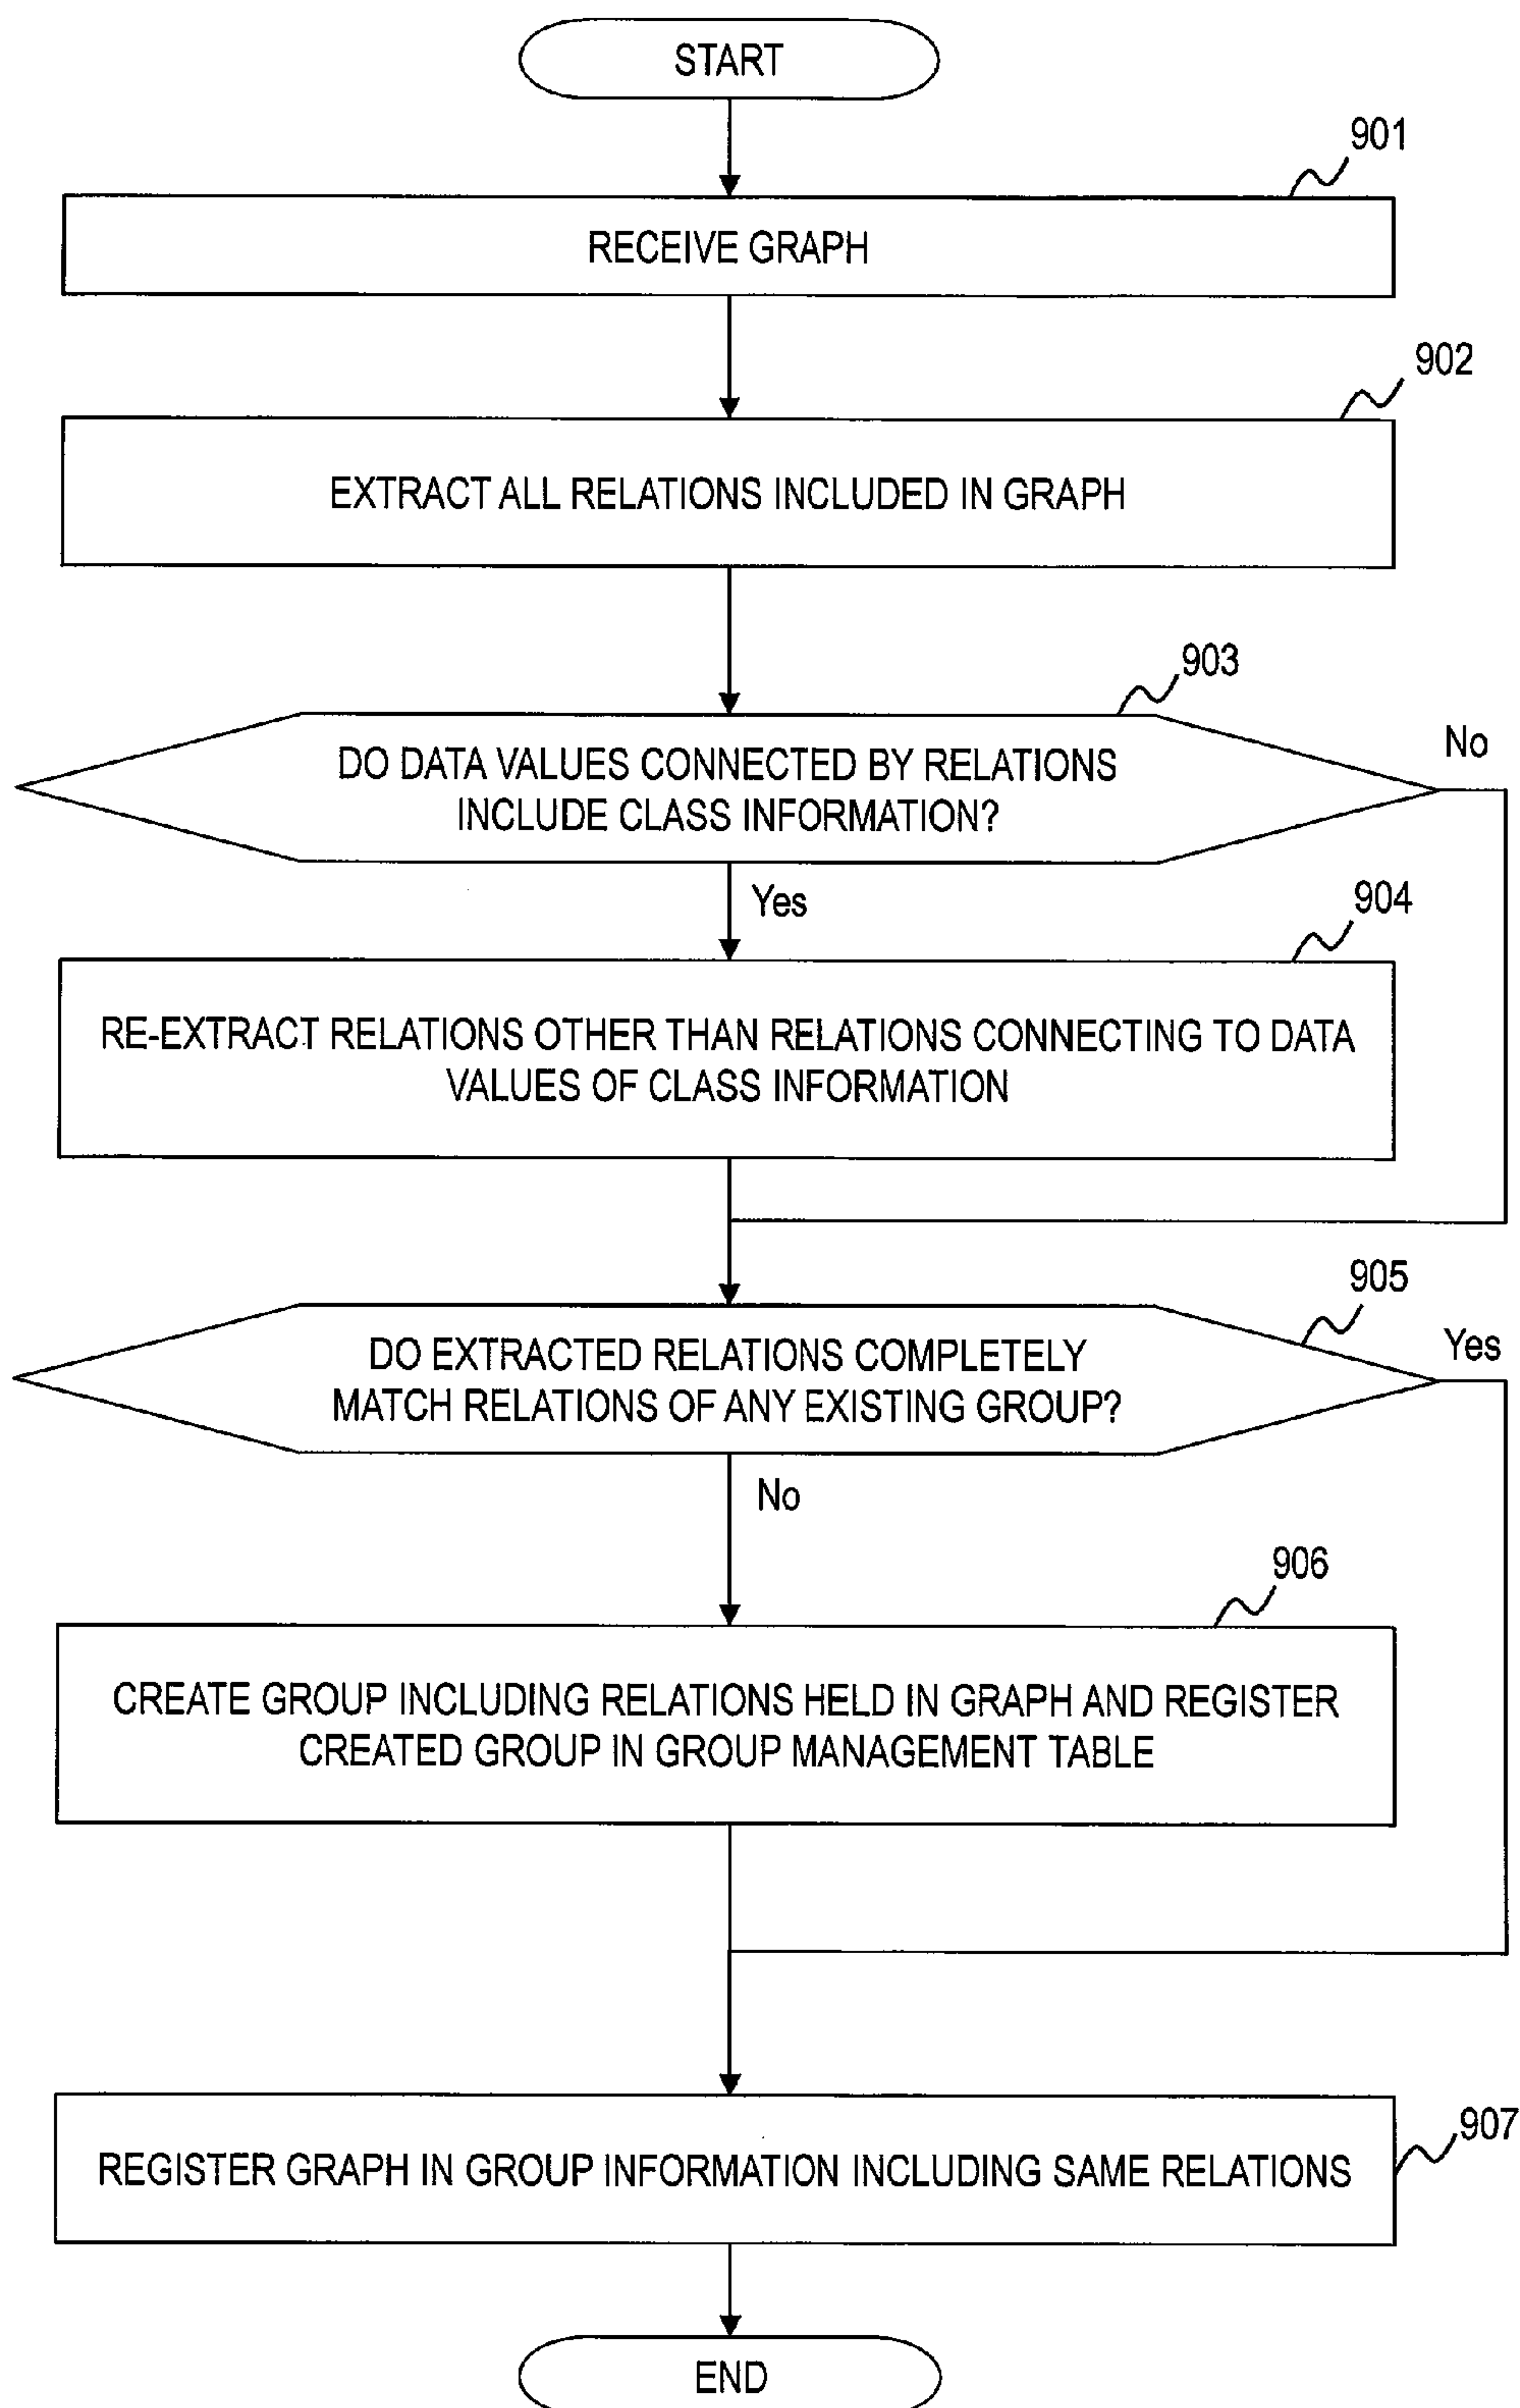 START
901
RECEIVE GRAPH
902
EXTRACT ALL RELATIONS INCLUDED IN GRAPH
903
DO DATA VALUES CONNECTED BY RELATIONS
INCLUDE CLASS INFORMATION?
No
Yes
904
RE-EXTRACT RELATIONS OTHER THAN RELATIONS CONNECTING TO DATA
VALUES OF CLASS INFORMATION
905
DO EXTRACTED RELATIONS COMPLETELY
MATCH RELATIONS OF ANY EXISTING GROUP?
Yes
No
906
CREATE GROUP INCLUDING RELATIONS HELD IN GRAPH AND REGISTER
CREATED GROUP IN GROUP MANAGEMENT TABLE
907
REGISTER GRAPH IN GROUP INFORMATION INCLUDING SAME RELATIONS
END